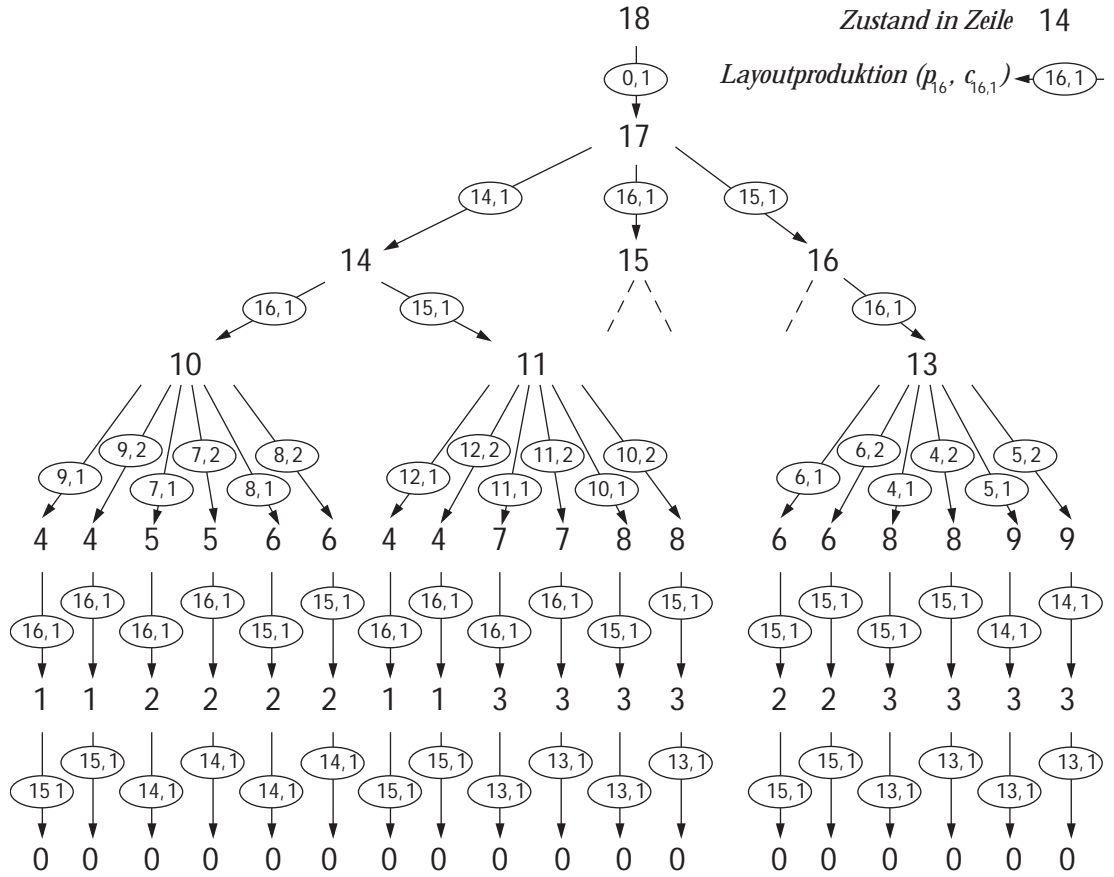 18 Zustand in Zeile 14
0,1 Layoutproduktion (p16, c16,1) 16,1
17
14,1 16,1 15,1
14 15 16
16,1 15,1 16,1
10 11 13
9,2 7,2 8,2 12,2 11,2 10,2 6,2 4,2 5,2
9,1 7,1 8,1 12,1 11,1 10,1 6,1 4,1 5,1
4 4 5 5 6 6 4 4 7 7 8 8 6 6 8 8 9 9
16,1 16,1 15,1 16,1 16,1 15,1 15,1 15,1 14,1
16,1 16,1 15,1 16,1 16,1 15,1 15,1 15,1 14,1
1 1 2 2 2 2 1 1 3 3 3 3 2 2 3 3 3 3
15,1 14,1 14,1 15,1 13,1 13,1 15,1 13,1 13,1
15 1 14,1 14,1 15,1 13,1 13,1 15,1 13,1 13,1
0 0 0 0 0 0 0 0 0 0 0 0 0 0 0 0 0 0